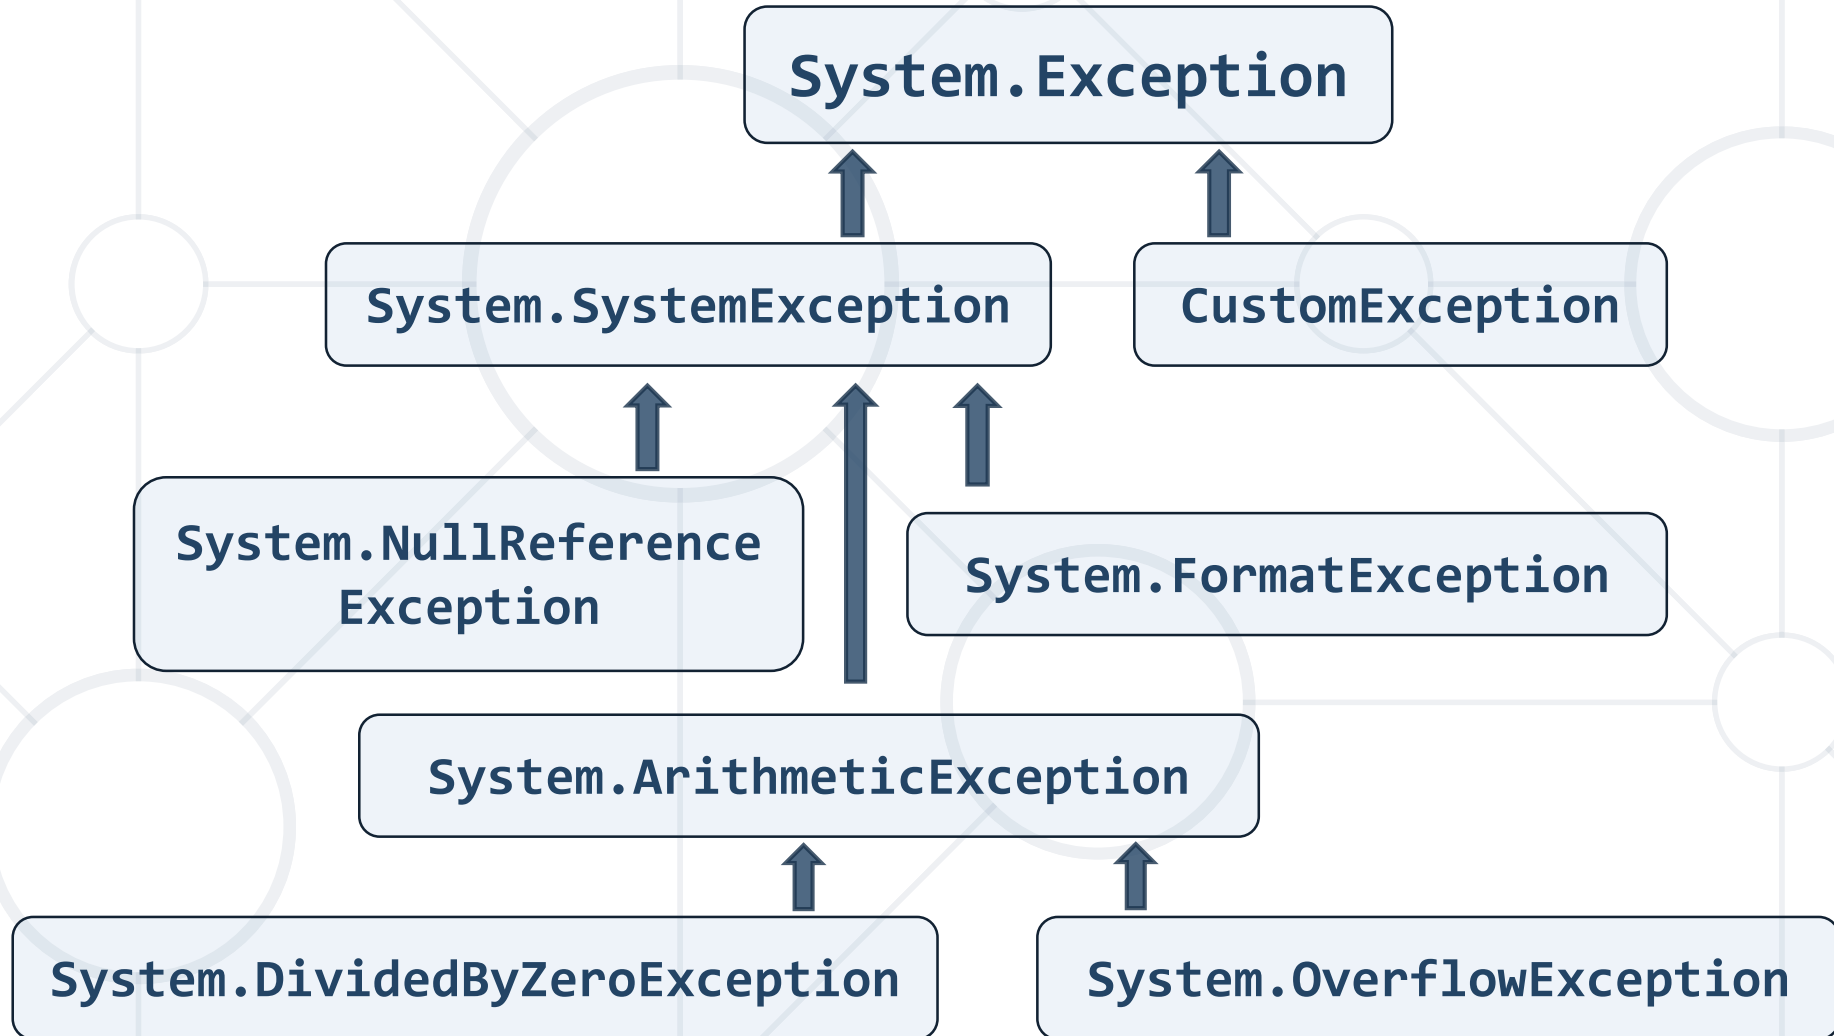 System.Exception
System.SystemException
CustomException
System.NullReference
Exception
System.FormatException
System.ArithmeticException
System.DividedByZeroException
System.OverflowException